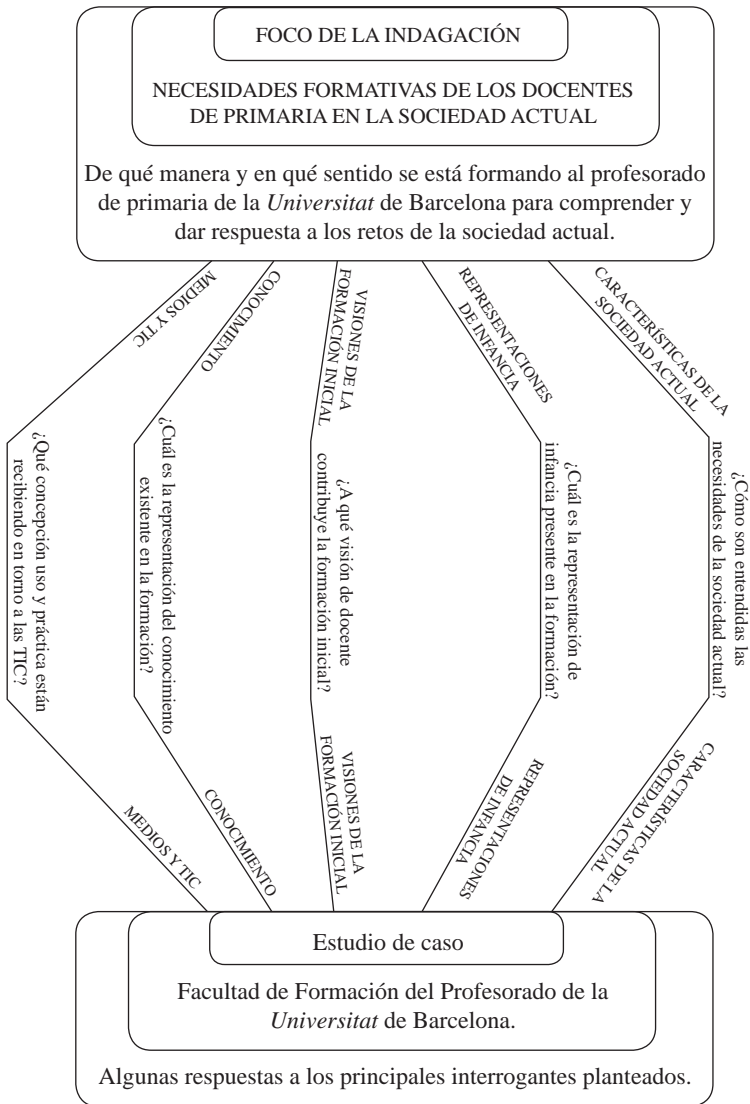 FOCO DE LA INDAGACIÓN
NECESIDADES FORMATIVAS DE LOS DOCENTES
DE PRIMARIA EN LA SOCIEDAD ACTUAL
De qué manera y en qué sentido se está formando al profesorado
de primaria de la Universitat de Barcelona para comprender y
dar respuesta a los retos de la sociedad actual.
MEDIOS Y TIC
CONOCIMIENTO
VISIONES DE LA
FORMACIÓN INICIAL
REPRESENTACIONES
DE INFANCIA
CARACTERÍSTICAS DE LA
SOCIEDAD ACTUAL
¿Qué concepción uso y práctica están
recibiendo en torno a las TIC?
¿Cuál es la representación del conocimiento
existente en la formación?
¿A qué visión de docente
contribuye la formación inicial?
¿Cuál es la representación de
infancia presente en la formación?
¿Cómo son entendidas las
necesidades de la sociedad actual?
MEDIOS Y TIC
CONOCIMIENTO
VISIONES DE LA
FORMACIÓN INICIAL
REPRESENTACIONES
DE INFANCIA
CARACTERÍSTICAS DE LA
SOCIEDAD ACTUAL
Estudio de caso
Facultad de Formación del Profesorado de la
Universitat de Barcelona.
Algunas respuestas a los principales interrogantes planteados.